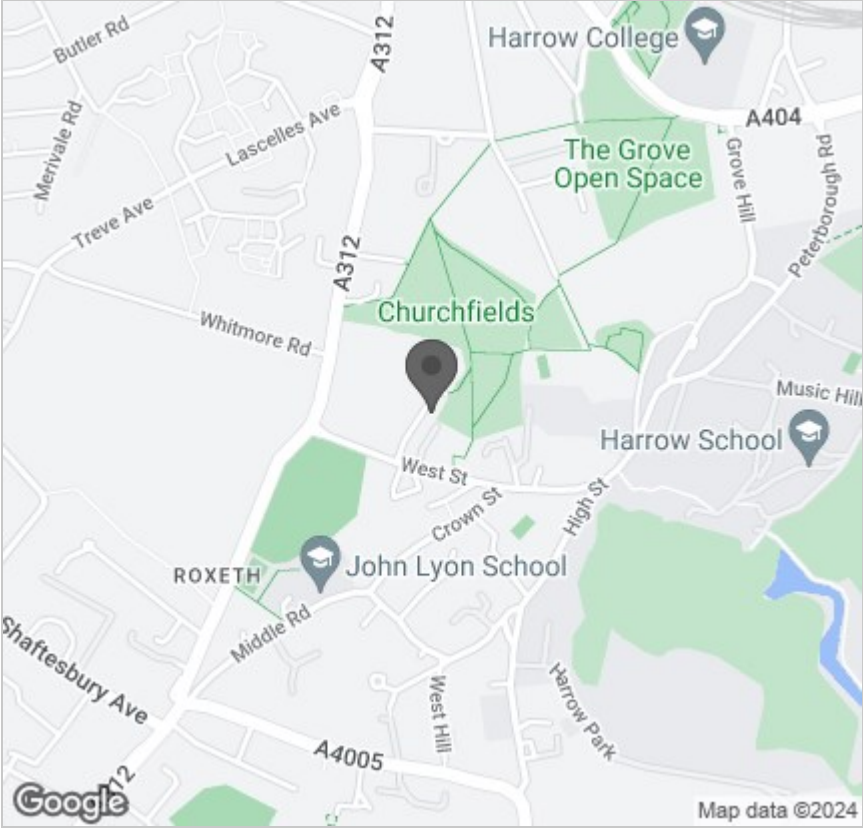 Butler Rd
A312
Harrow College
Merivale Rd
Lascelles Ave
A404
The Grove
Open Space
Grove Hill
Peterborough Rd
Treve Ave
A312
Churchfields
Whitmore Rd
Music Hill
Harrow School
West St
Crown St
High St
ROXETH
John Lyon School
Middle Rd
Shaftesbury Ave
West Hill
Harrow Park
A4005
Google
Map data ©2024